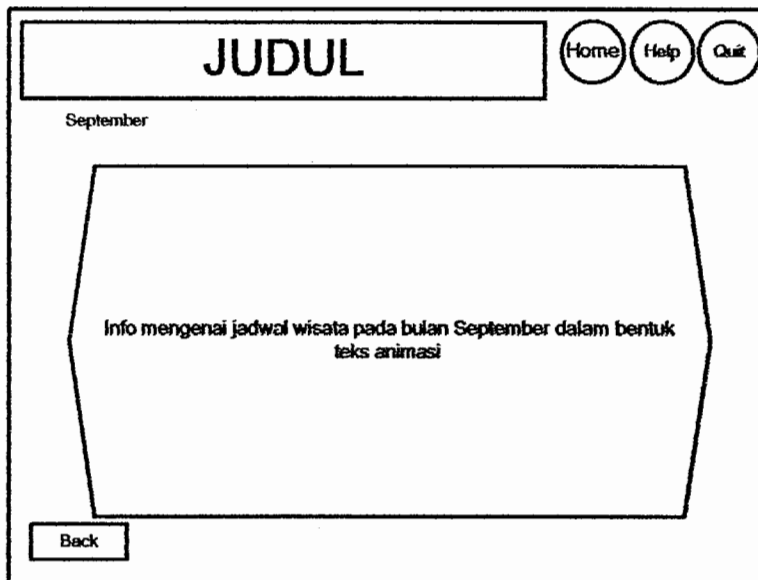 JUDUL
Home Help Quit
September
Info mengenai jadwal wisata pada bulan September dalam bentuk
teks animasi
Back